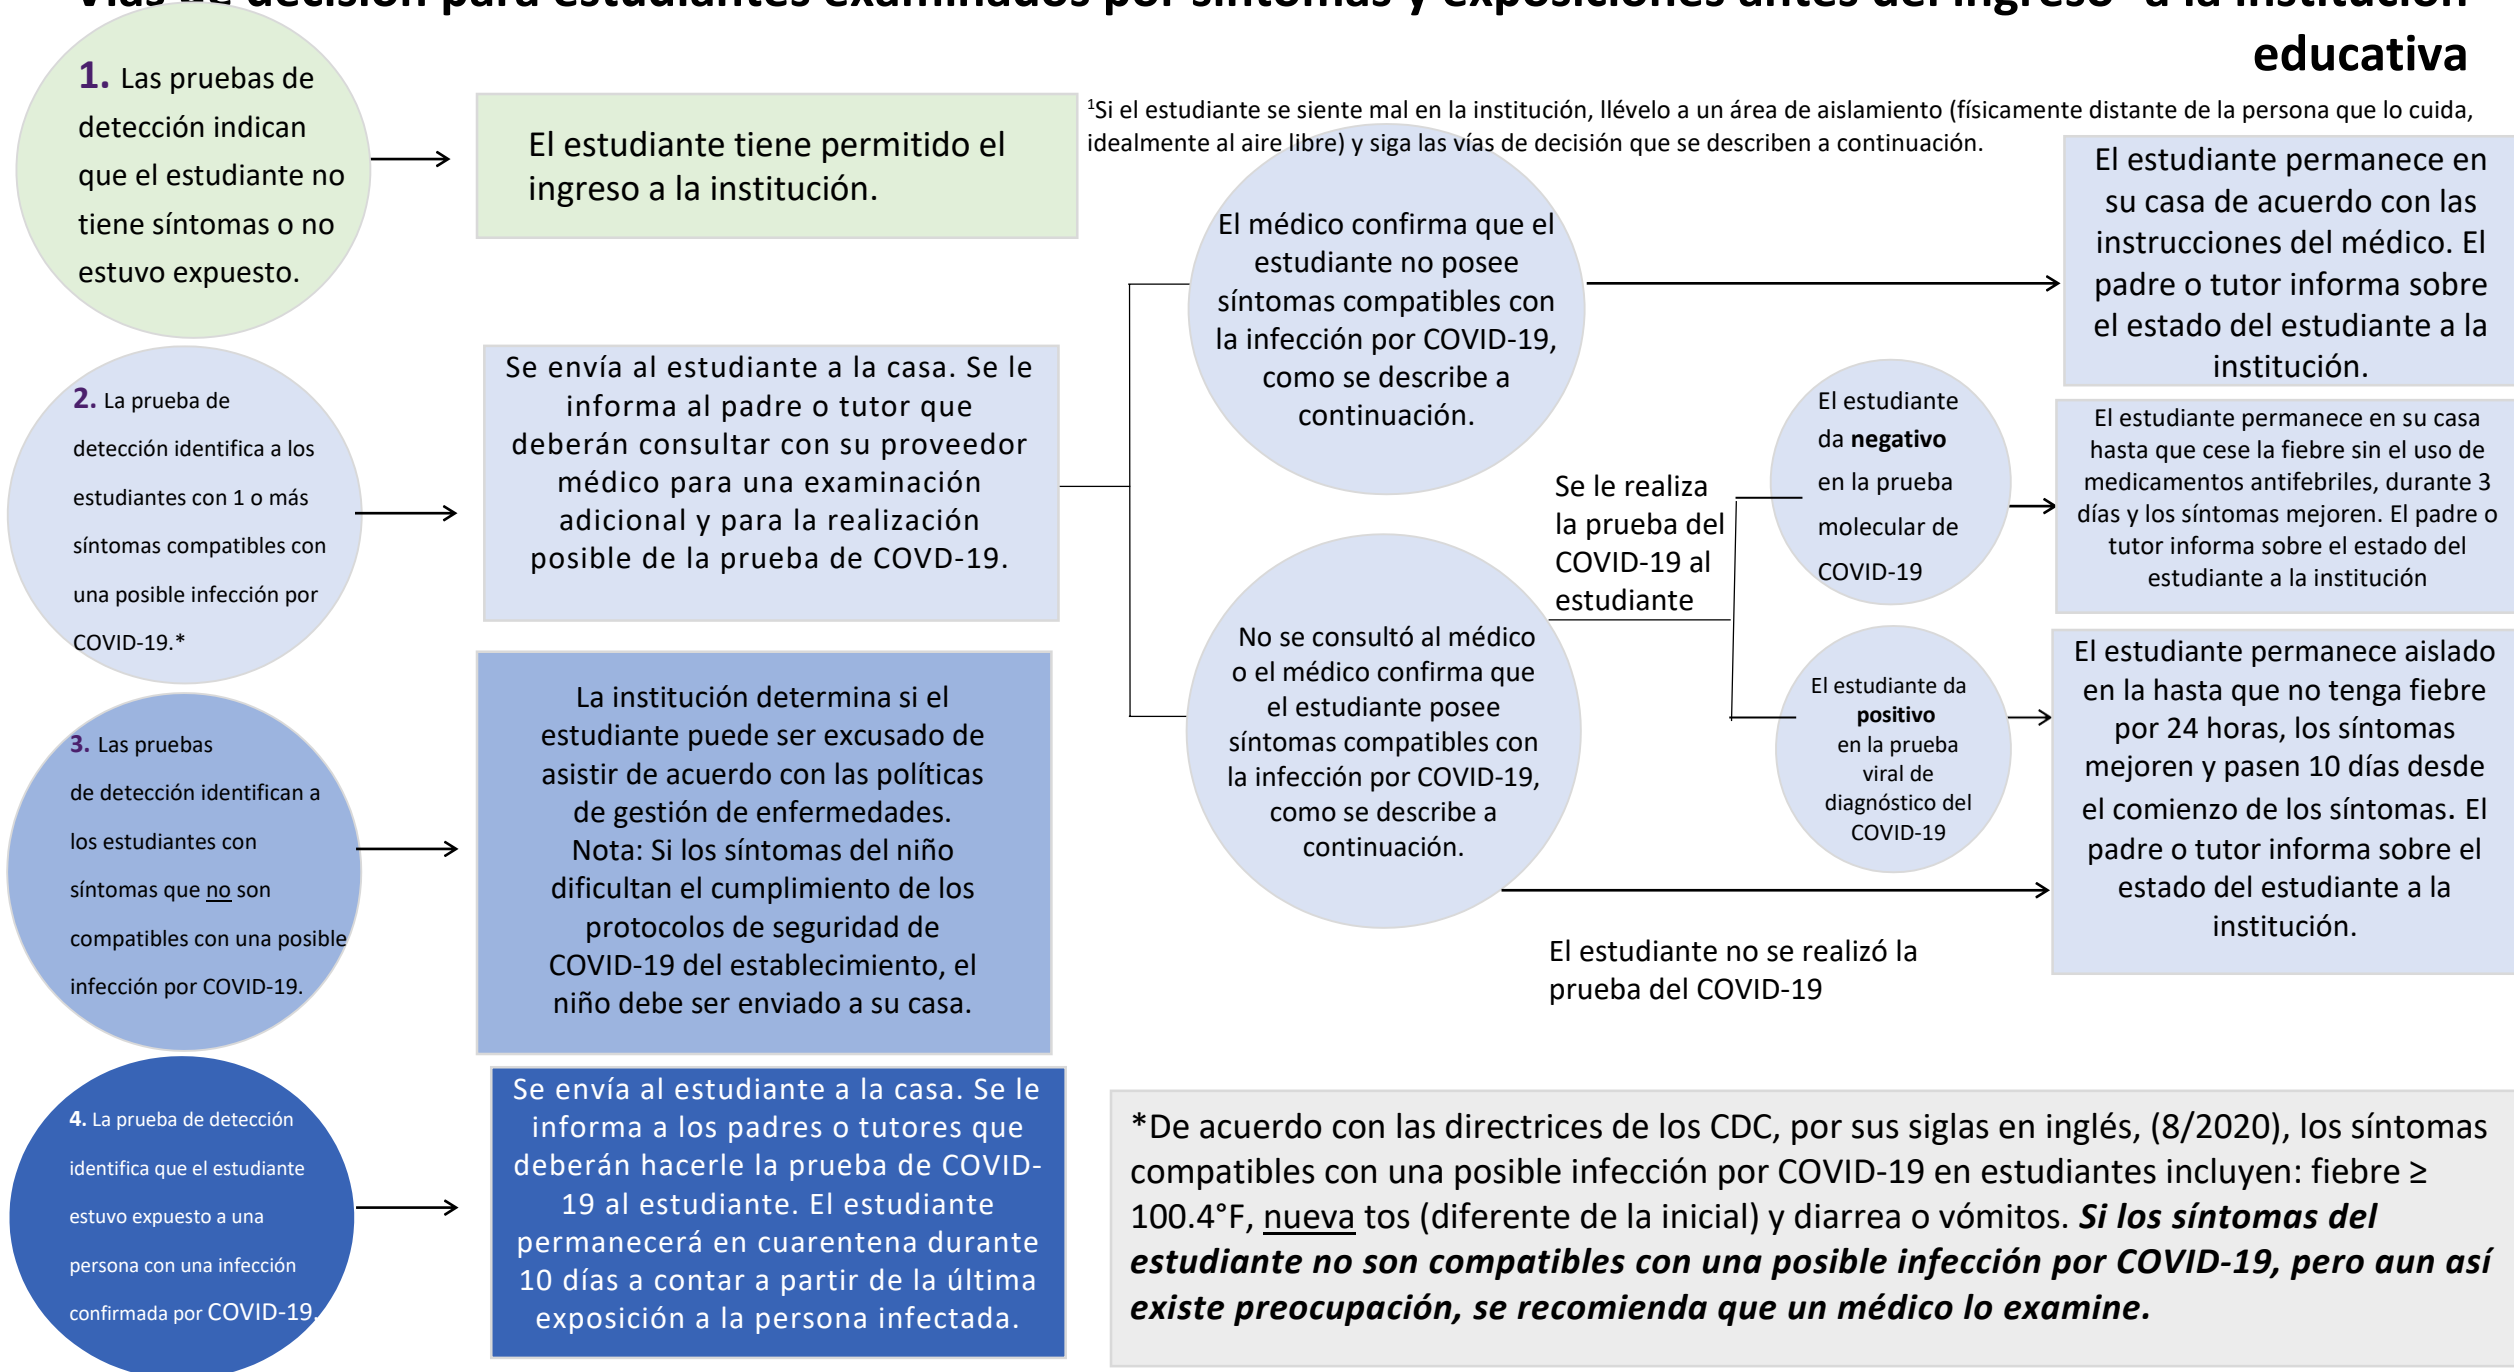 Vías de decisión para estudiantes examinados por síntomas y exposiciones antes del ingreso¹ a la institución
educativa
¹Si el estudiante se siente mal en la institución, llévelo a un área de aislamiento (físicamente distante de la persona que lo cuida,
idealmente al aire libre) y siga las vías de decisión que se describen a continuación.
1. Las pruebas de
detección indican
que el estudiante no
tiene síntomas o no
estuvo expuesto.
El estudiante tiene permitido el
ingreso a la institución.
2. La prueba de
detección identifica a los
estudiantes con 1 o más
síntomas compatibles con
una posible infección por
COVID-19.*
Se envía al estudiante a la casa. Se le
informa al padre o tutor que
deberán consultar con su proveedor
médico para una examinación
adicional y para la realización
posible de la prueba de COVD-19.
El médico confirma que el
estudiante no posee
síntomas compatibles con
la infección por COVID-19,
como se describe a
continuación.
El estudiante permanece en
su casa de acuerdo con las
instrucciones del médico. El
padre o tutor informa sobre
el estado del estudiante a la
institución.
No se consultó al médico
o el médico confirma que
el estudiante posee
síntomas compatibles con
la infección por COVID-19,
como se describe a
continuación.
Se le realiza
la prueba del
COVID-19 al
estudiante
El estudiante
da negativo
en la prueba
molecular de
COVID-19
El estudiante permanece en su casa
hasta que cese la fiebre sin el uso de
medicamentos antifebriles, durante 3
días y los síntomas mejoren. El padre o
tutor informa sobre el estado del
estudiante a la institución
El estudiante da
positivo
en la prueba
viral de
diagnóstico del
COVID-19
El estudiante permanece aislado
en la hasta que no tenga fiebre
por 24 horas, los síntomas
mejoren y pasen 10 días desde
el comienzo de los síntomas. El
padre o tutor informa sobre el
estado del estudiante a la
institución.
El estudiante no se realizó la
prueba del COVID-19
3. Las pruebas
de detección identifican a
los estudiantes con
síntomas que no son
compatibles con una posible
infección por COVID-19.
La institución determina si el
estudiante puede ser excusado de
asistir de acuerdo con las políticas
de gestión de enfermedades.
Nota: Si los síntomas del niño
dificultan el cumplimiento de los
protocolos de seguridad de
COVID-19 del establecimiento, el
niño debe ser enviado a su casa.
4. La prueba de detección
identifica que el estudiante
estuvo expuesto a una
persona con una infección
confirmada por COVID-19.
Se envía al estudiante a la casa. Se le
informa a los padres o tutores que
deberán hacerle la prueba de COVID-
19 al estudiante. El estudiante
permanecerá en cuarentena durante
10 días a contar a partir de la última
exposición a la persona infectada.
*De acuerdo con las directrices de los CDC, por sus siglas en inglés, (8/2020), los síntomas
compatibles con una posible infección por COVID-19 en estudiantes incluyen: fiebre ≥
100.4°F, nueva tos (diferente de la inicial) y diarrea o vómitos. Si los síntomas del
estudiante no son compatibles con una posible infección por COVID-19, pero aun así
existe preocupación, se recomienda que un médico lo examine.